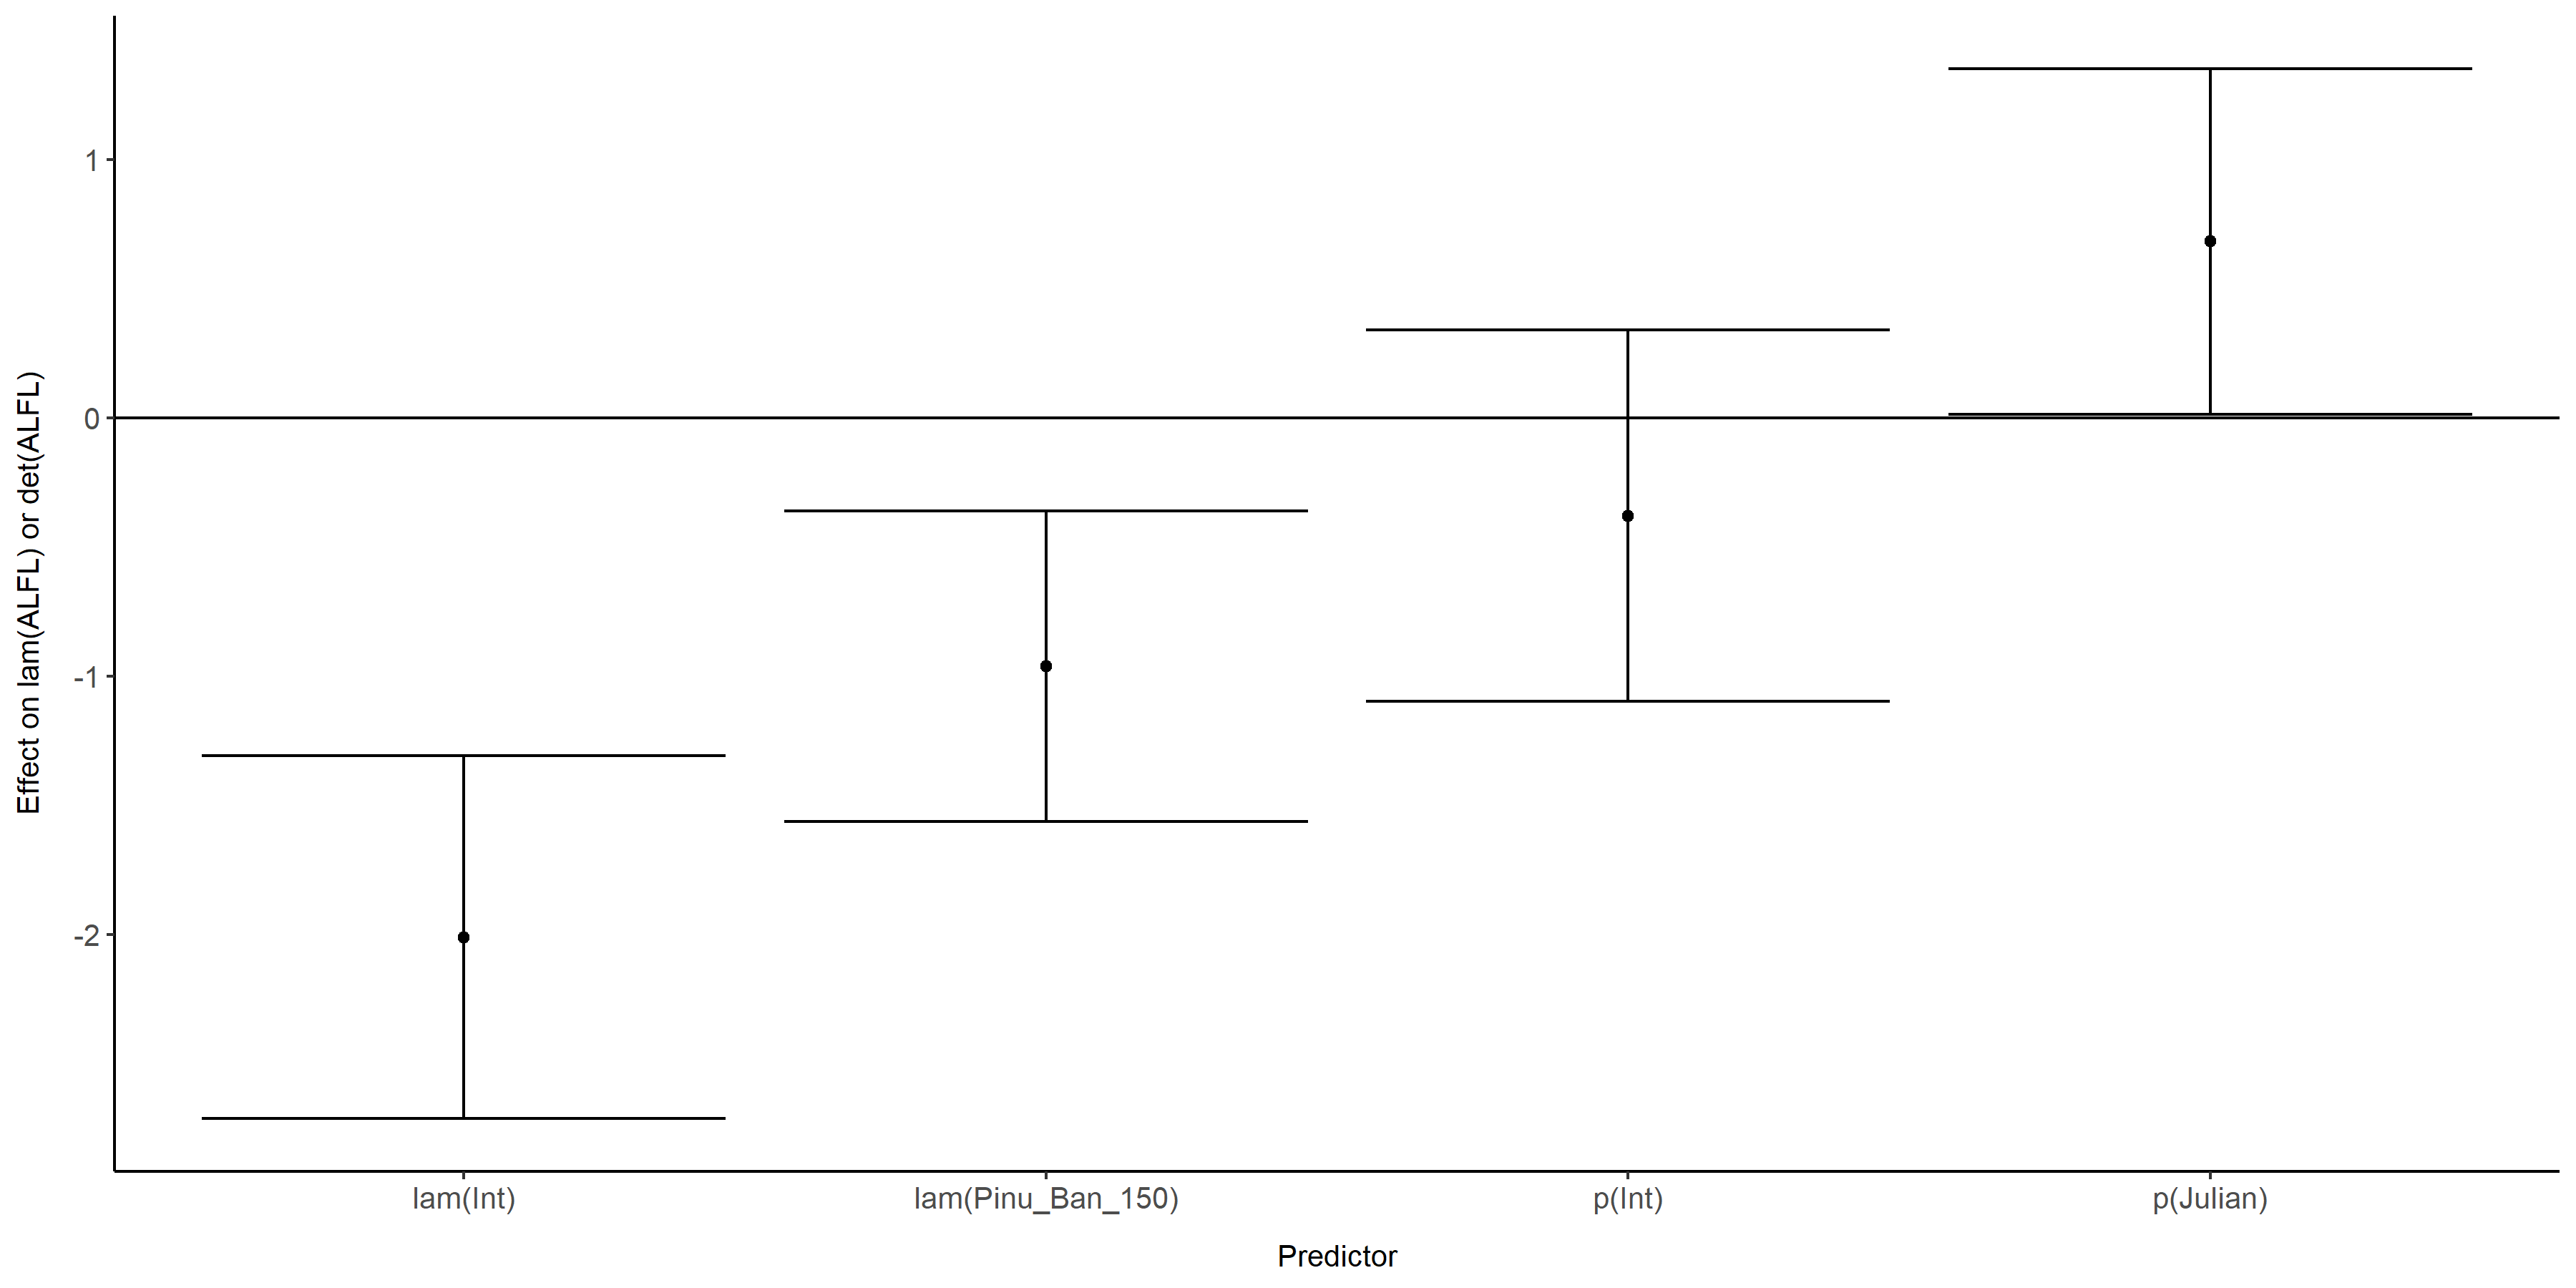 Effect on lam(ALFL) or det(ALFL)
1
0
-1
-2
lam(Int)
lam(Pinu_Ban_150)
p(Int)
p(Julian)
Predictor